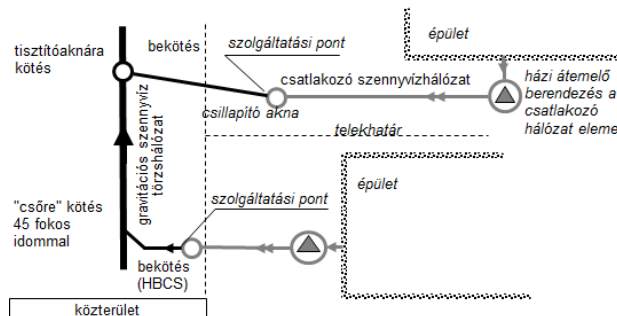 tisztítóaknára
kötés
bekötés
szolgáltatási pont
épület
csatlakozó szennyvízhálózat
csillapító akna
házi átemelő
berendezés a
csatlakozó
hálózat eleme
telekhatár
gravitációs szennyvíz
törzshálózat
"csőre" kötés
45 fokos
idommal
szolgáltatási pont
épület
bekötés
(HBCS)
közterület